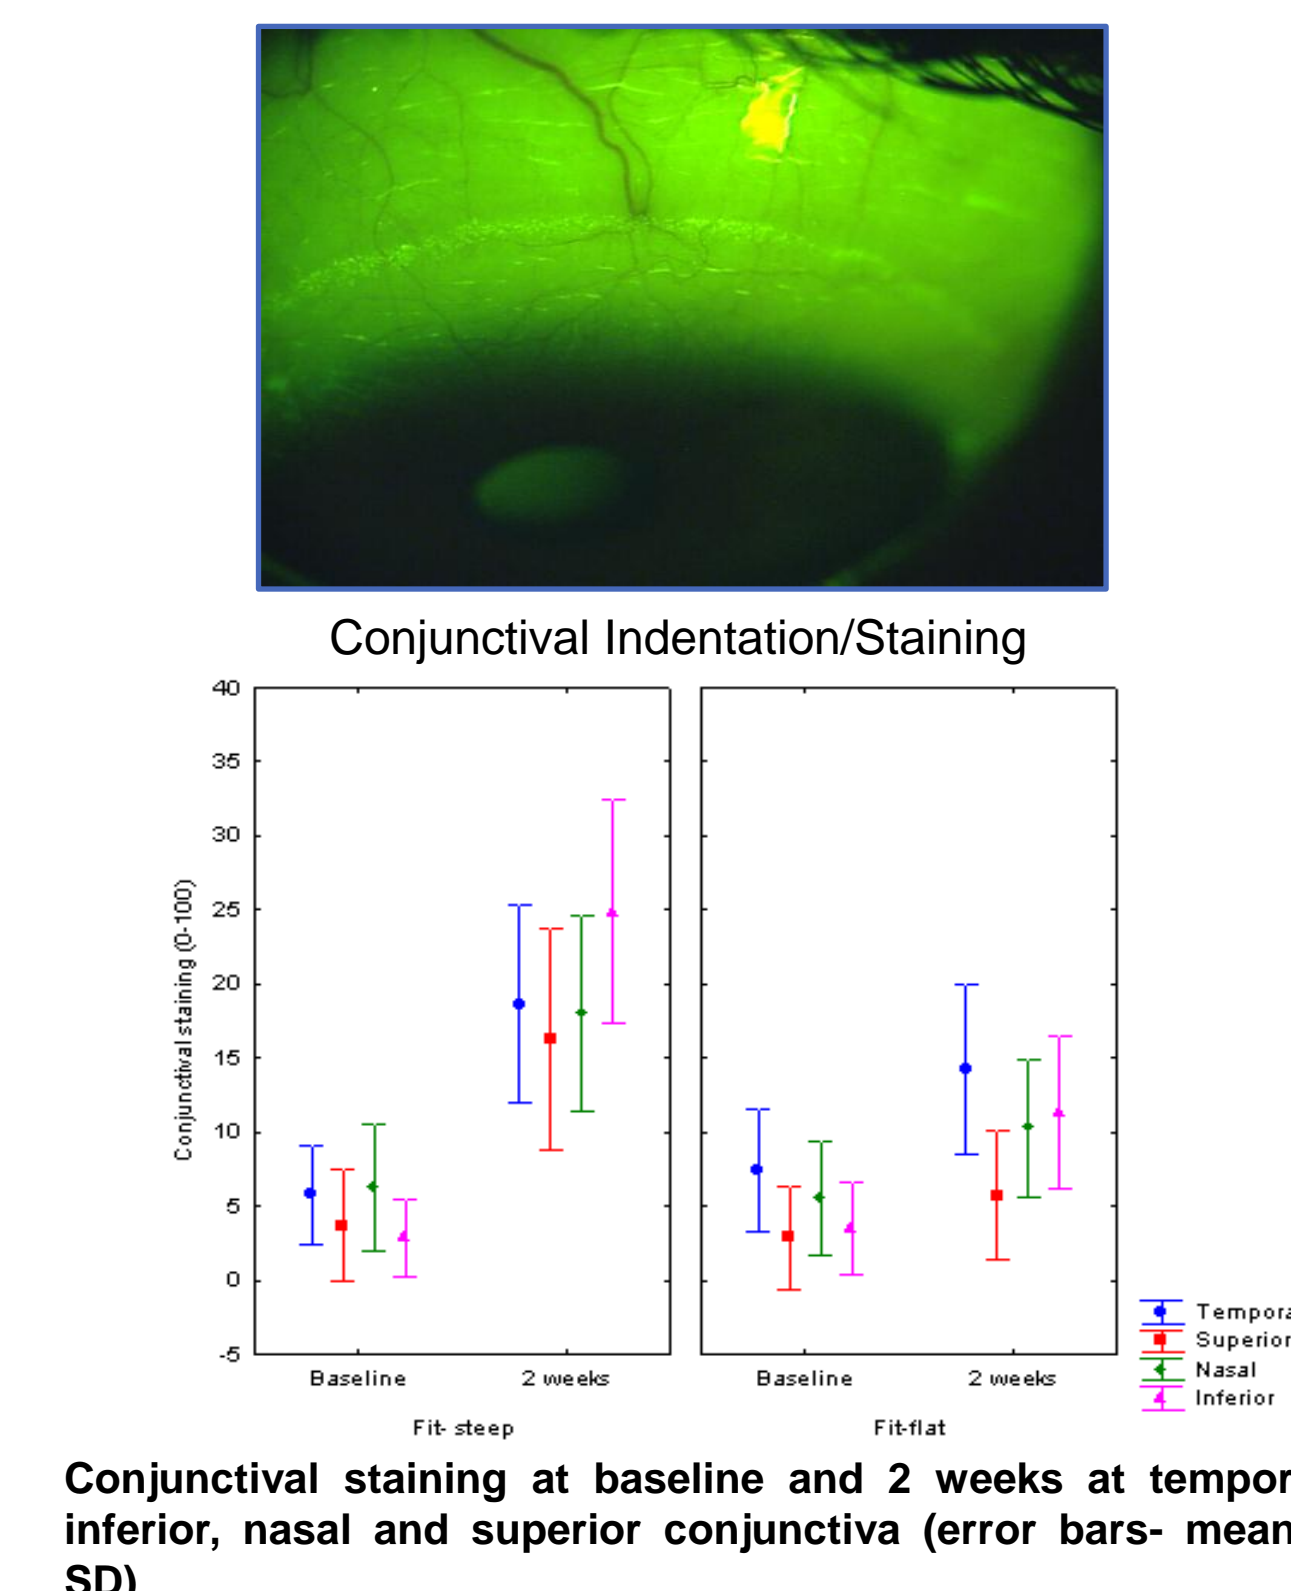 Conjunctival Indentation/Staining
40
35
30
25
20
15
10
5
0
-5
Conjunctival staining (0-100)
Baseline 2 weeks Baseline 2 weeks
Fit- steep Fit-flat
Tempora
Superior
Nasal
Inferior
Conjunctival staining at baseline and 2 weeks at tempor
inferior, nasal and superior conjunctiva (error bars- mean
SD)